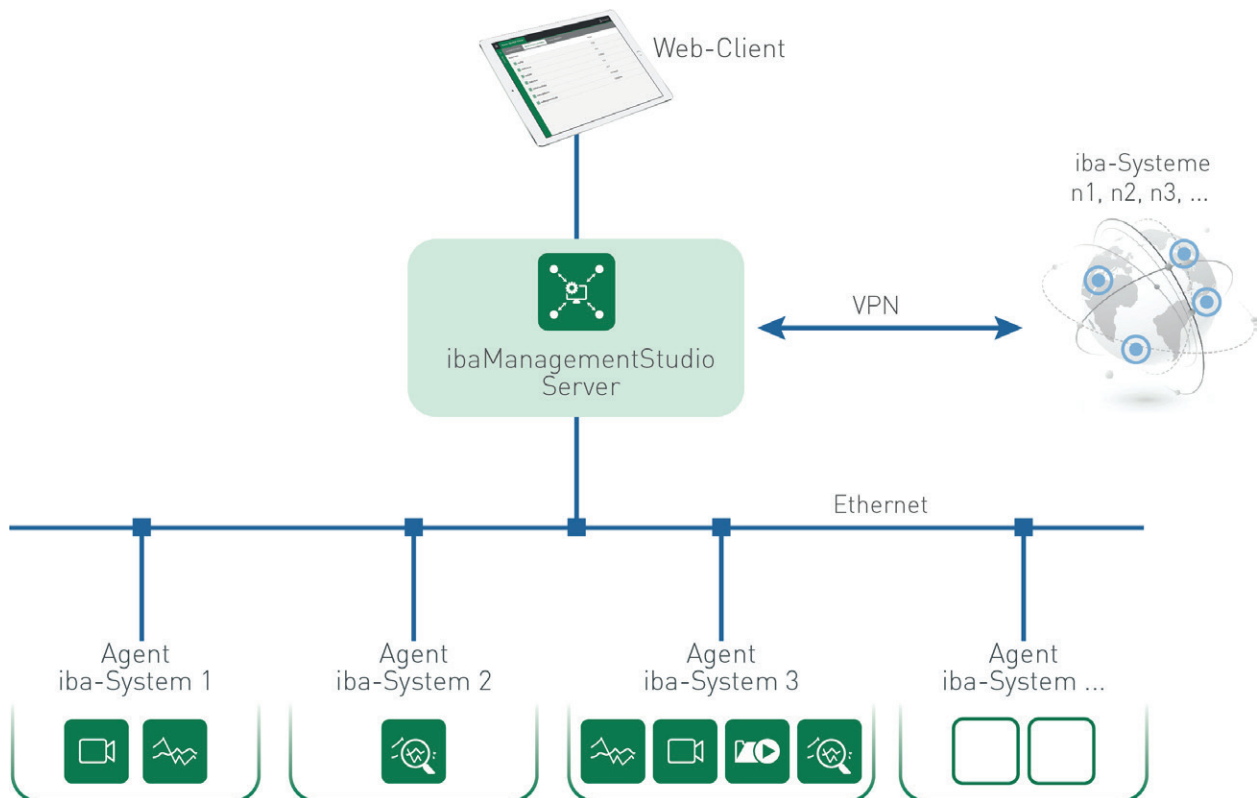 Web-Client
iba-Systeme
n1, n2, n3, ...
VPN
ibaManagementStudio
Server
Ethernet
Agent
iba-System 1
Agent
iba-System 2
Agent
iba-System 3
Agent
iba-System ...